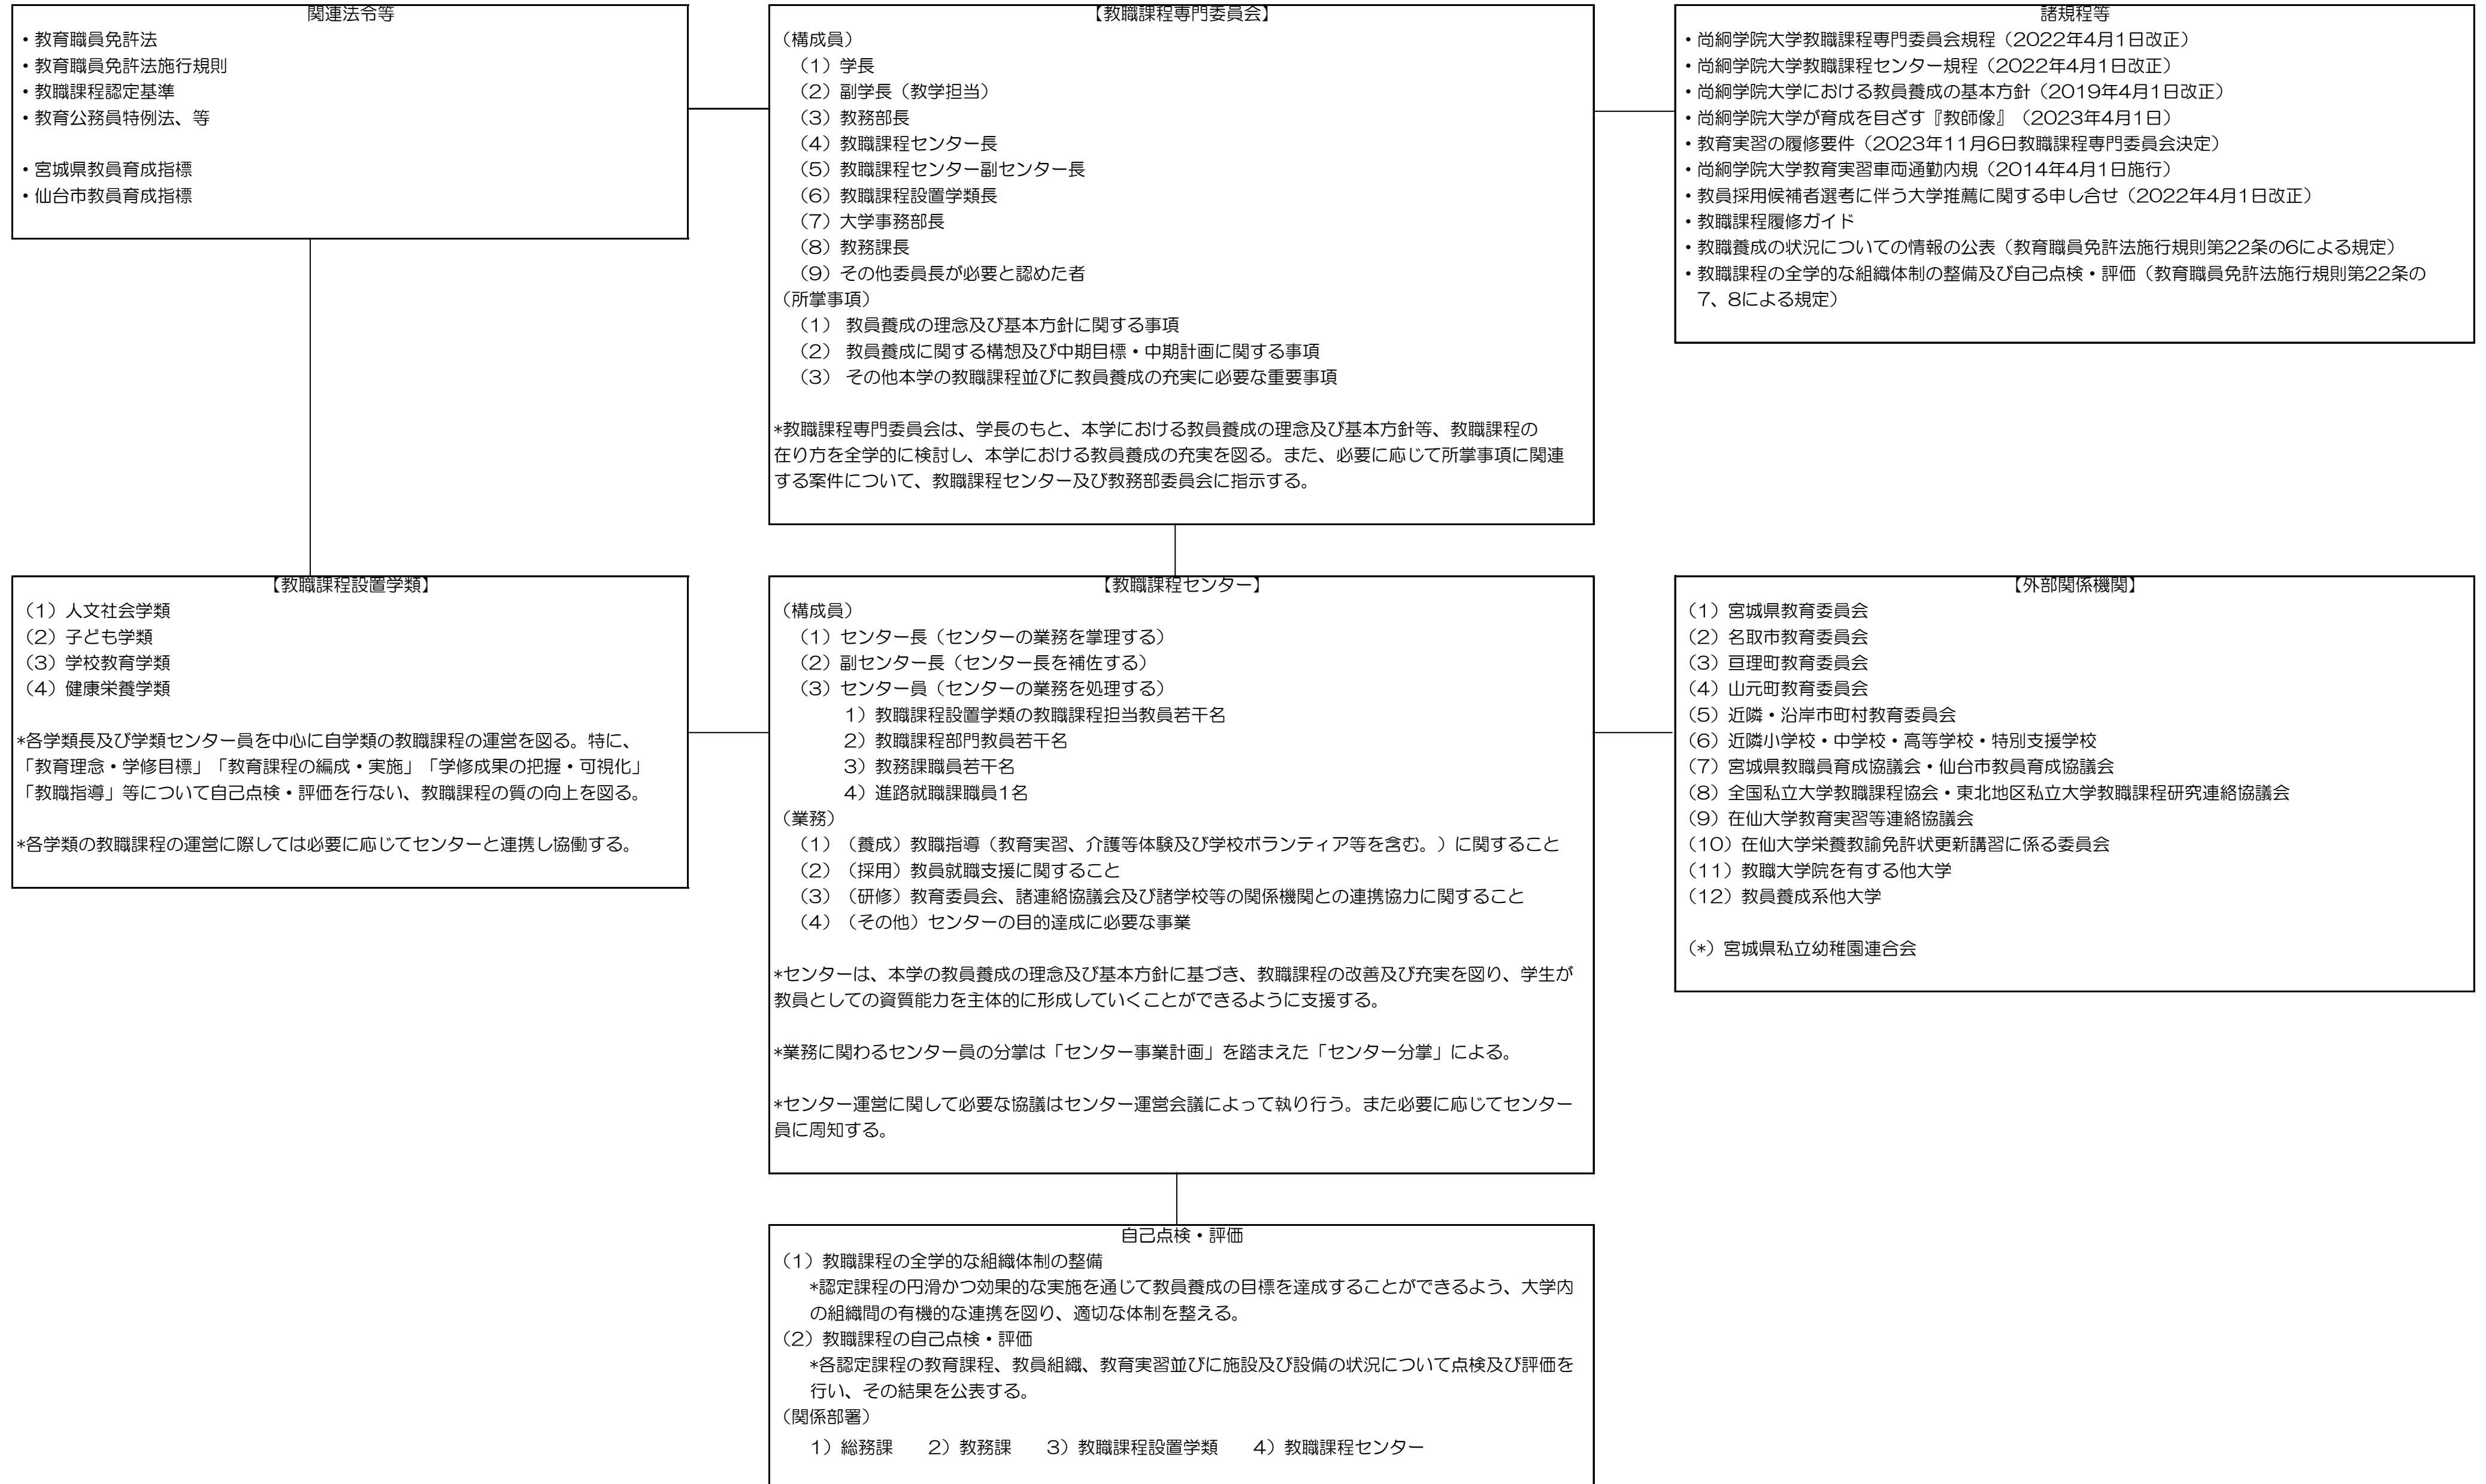 関連法令等
・教育職員免許法
・教育職員免許法施行規則
・教職課程認定基準
・教育公務員特例法、等
・宮城県教員育成指標
・仙台市教員育成指標
【教職課程専門委員会】
（構成員）
（1）学長
（2）副学長（教学担当）
（3）教務部長
（4）教職課程センター長
（5）教職課程センター副センター長
（6）教職課程設置学類長
（7）大学事務部長
（8）教務課長
（9）その他委員長が必要と認めた者
（所掌事項）
（1） 教員養成の理念及び基本方針に関する事項
（2） 教員養成に関する構想及び中期目標・中期計画に関する事項
（3） その他本学の教職課程並びに教員養成の充実に必要な重要事項
*教職課程専門委員会は、学長のもと、本学における教員養成の理念及び基本方針等、教職課程の
在り方を全学的に検討し、本学における教員養成の充実を図る。また、必要に応じて所掌事項に関連
する案件について、教職課程センター及び教務部委員会に指示する。
諸規程等
・尚絅学院大学教職課程専門委員会規程（2022年4月1日改正）
・尚絅学院大学教職課程センター規程（2022年4月1日改正）
・尚絅学院大学における教員養成の基本方針（2019年4月1日改正）
・尚絅学院大学が育成を目ざす『教師像』（2023年4月1日）
・教育実習の履修要件（2023年11月6日教職課程専門委員会決定）
・尚絅学院大学教育実習車両通勤内規（2014年4月1日施行）
・教員採用候補者選考に伴う大学推薦に関する申し合せ（2022年4月1日改正）
・教職課程履修ガイド
・教職養成の状況についての情報の公表（教育職員免許法施行規則第22条の6による規定）
・教職課程の全学的な組織体制の整備及び自己点検・評価（教育職員免許法施行規則第22条の
7、8による規定）
【教職課程設置学類】
（1）人文社会学類
（2）子ども学類
（3）学校教育学類
（4）健康栄養学類
*各学類長及び学類センター員を中心に自学類の教職課程の運営を図る。特に、
「教育理念・学修目標」「教育課程の編成・実施」「学修成果の把握・可視化」
「教職指導」等について自己点検・評価を行ない、教職課程の質の向上を図る。
*各学類の教職課程の運営に際しては必要に応じてセンターと連携し協働する。
【教職課程センター】
（構成員）
（1）センター長（センターの業務を掌理する）
（2）副センター長（センター長を補佐する）
（3）センター員（センターの業務を処理する）
1）教職課程設置学類の教職課程担当教員若干名
2）教職課程部門教員若干名
3）教務課職員若干名
4）進路就職課職員1名
（業務）
（1）（養成）教職指導（教育実習、介護等体験及び学校ボランティア等を含む。）に関すること
（2）（採用）教員就職支援に関すること
（3）（研修）教育委員会、諸連絡協議会及び諸学校等の関係機関との連携協力に関すること
（4）（その他）センターの目的達成に必要な事業
*センターは、本学の教員養成の理念及び基本方針に基づき、教職課程の改善及び充実を図り、学生が
教員としての資質能力を主体的に形成していくことができるように支援する。
*業務に関わるセンター員の分掌は「センター事業計画」を踏まえた「センター分掌」による。
*センター運営に関して必要な協議はセンター運営会議によって執り行う。また必要に応じてセンター
員に周知する。
【外部関係機関】
（1）宮城県教育委員会
（2）名取市教育委員会
（3）亘理町教育委員会
（4）山元町教育委員会
（5）近隣・沿岸市町村教育委員会
（6）近隣小学校・中学校・高等学校・特別支援学校
（7）宮城県教職員育成協議会・仙台市教員育成協議会
（8）全国私立大学教職課程協会・東北地区私立大学教職課程研究連絡協議会
（9）在仙大学教育実習等連絡協議会
（10）在仙大学栄養教諭免許状更新講習に係る委員会
（11）教職大学院を有する他大学
（12）教員養成系他大学
（*）宮城県私立幼稚園連合会
自己点検・評価
（1）教職課程の全学的な組織体制の整備
*認定課程の円滑かつ効果的な実施を通じて教員養成の目標を達成することができるよう、大学内
の組織間の有機的な連携を図り、適切な体制を整える。
（2）教職課程の自己点検・評価
*各認定課程の教育課程、教員組織、教育実習並びに施設及び設備の状況について点検及び評価を
行い、その結果を公表する。
（関係部署）
1）総務課　2）教務課　3）教職課程設置学類　4）教職課程センター